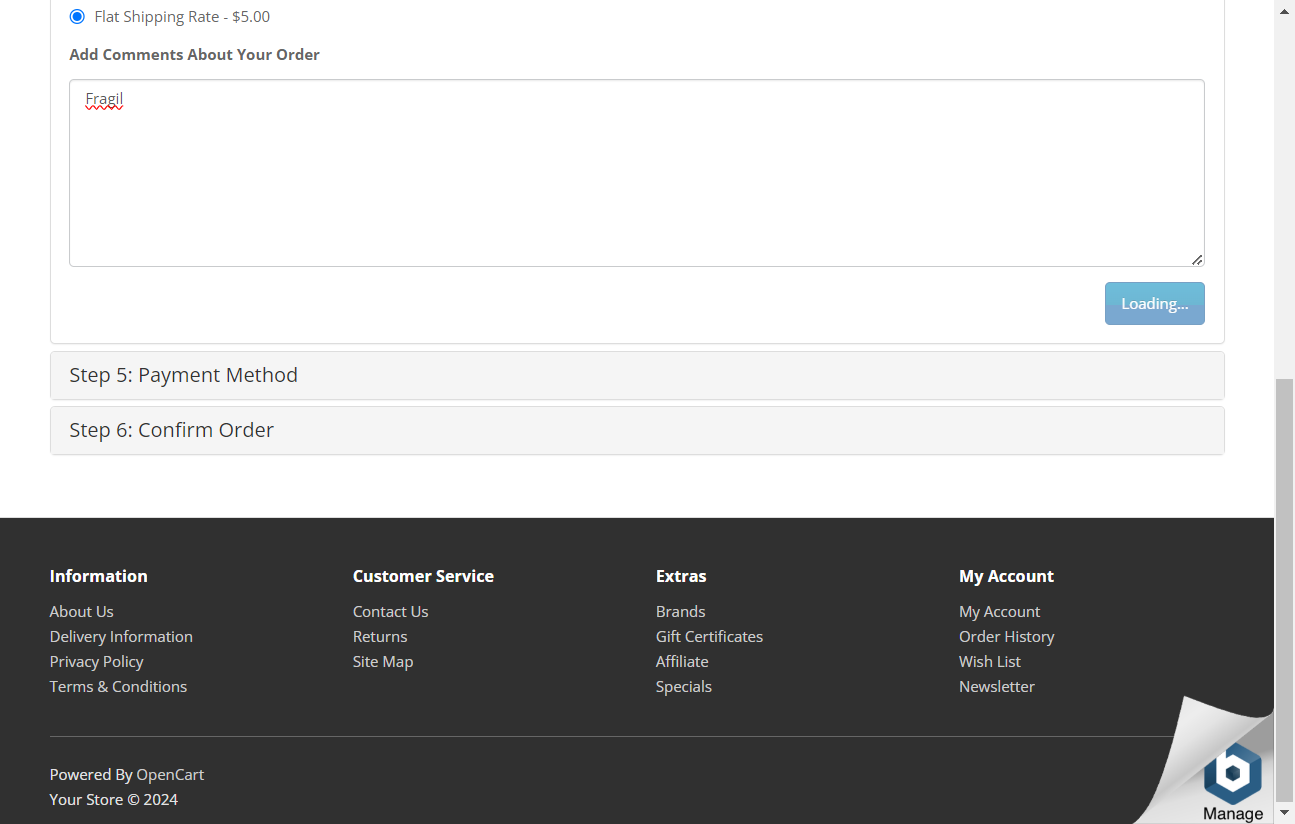 Flat Shipping Rate - $5.00
Add Comments About Your Order
Fragil
Loading...
Step 5: Payment Method
Step 6: Confirm Order
Information
About Us
Delivery Information
Privacy Policy
Terms & Conditions
Customer Service
Contact Us
Returns
Site Map
Extras
Brands
Gift Certificates
Affiliate
Specials
My Account
My Account
Order History
Wish List
Newsletter
Powered By OpenCart
Your Store © 2024
Manage